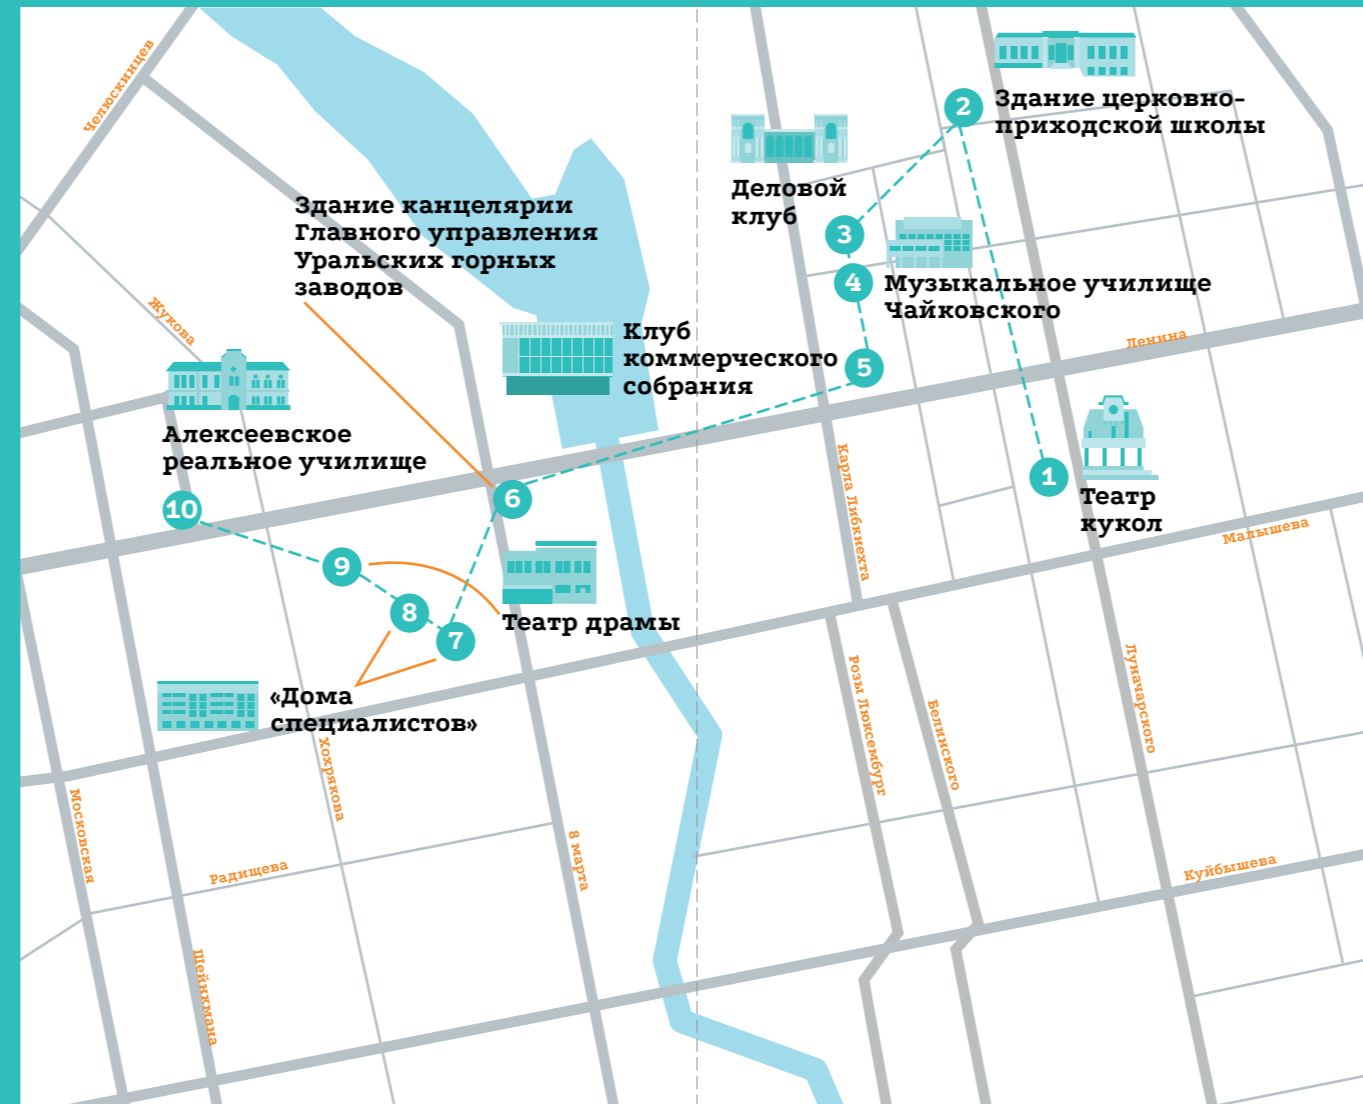 Челюскинцев
2
Здание церковно-
приходской школы
Деловой
клуб
3
Здание канцелярии
Главного управления
Уральских горных
заводов
4
Музыкальное училище
Чайковского
Жукова
Клуб
коммерческого
собрания
5
Ленина
Алексеевское
реальное училище
10
6
1
Театр
кукол
Карла Либкнехта
Малышева
9
8
7
Театр драмы
«Дома
специалистов»
Розы Люксембург
Белинского
Луначарского
Хохрякова
Московская
Радищева
8 марта
Куйбышева
Шейнкмана